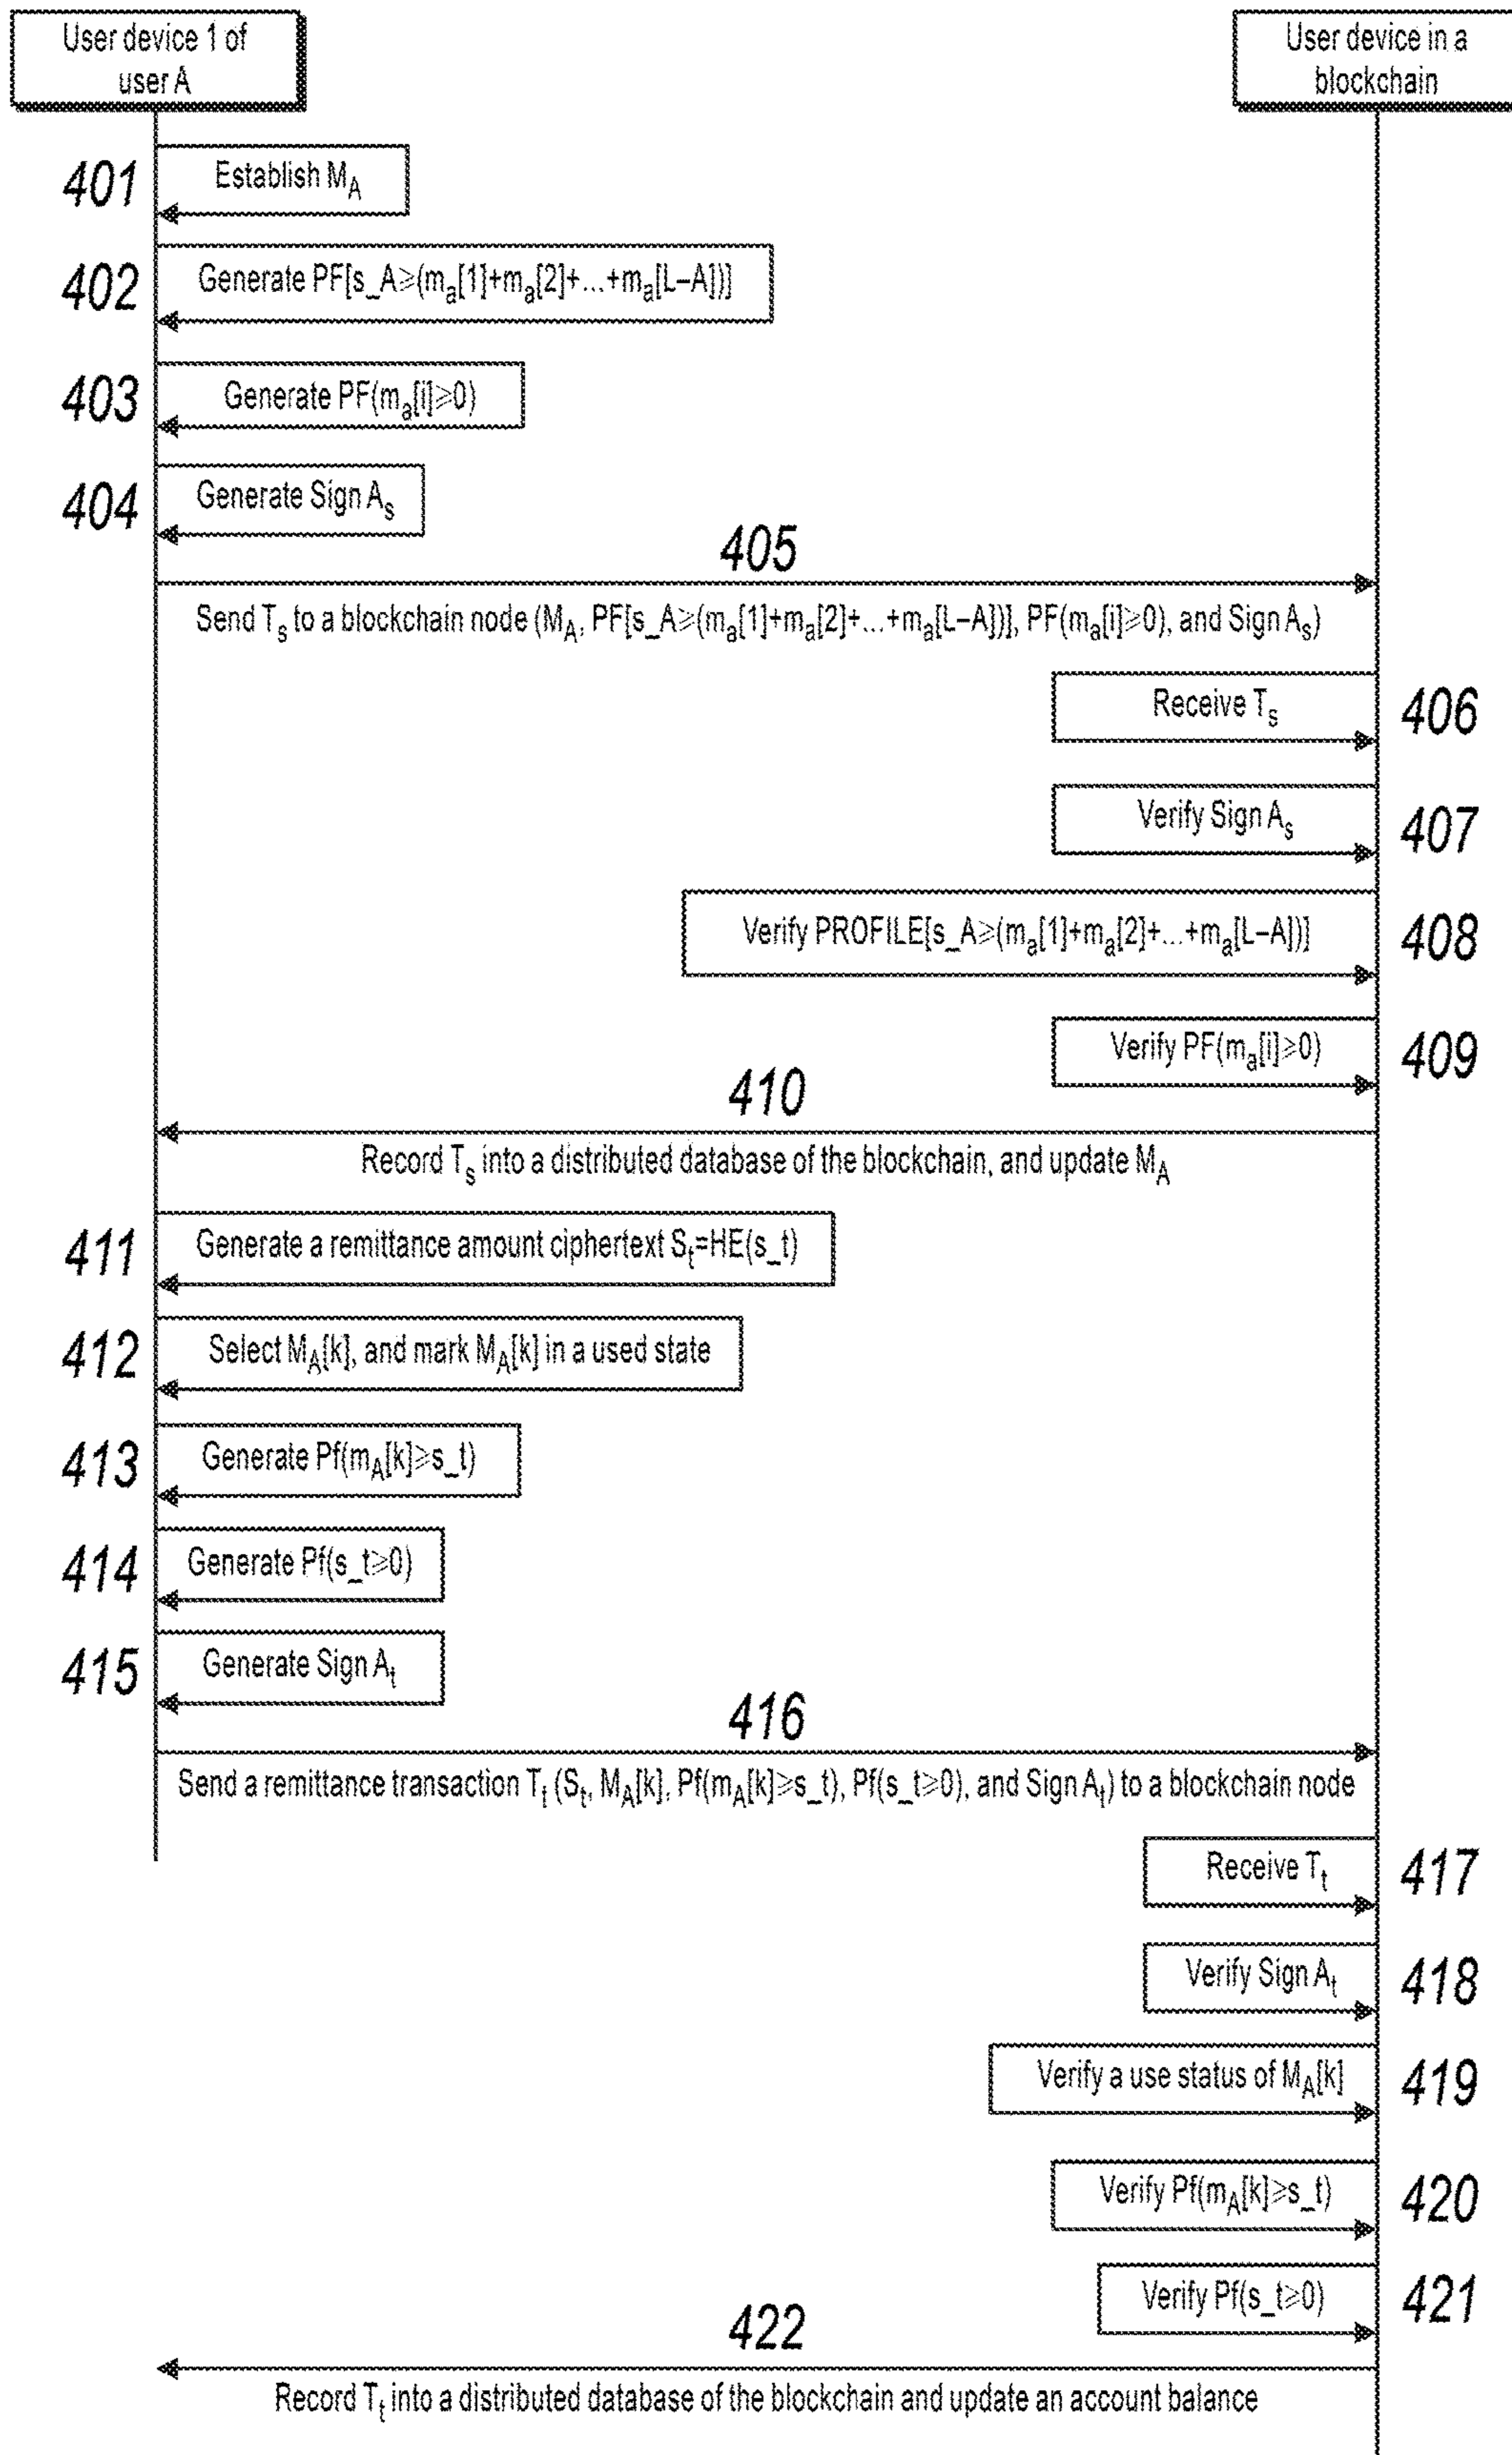 User device 1 of
user A
User device in a
blockchain
401
Establish M_A
402
Generate PF[s_A≥(m_a[1]+m_a[2]+...+m_a[L–A])]
403
Generate PF(m_a[i]≥0)
404
Generate Sign A_s
405
Send T_s to a blockchain node (M_A, PF[s_A≥(m_a[1]+m_a[2]+...+m_a[L–A])], PF(m_a[i]≥0), and Sign A_s)
Receive T_s
406
Verify Sign A_s
407
Verify PROFILE[s_A≥(m_a[1]+m_a[2]+...+m_a[L–A])]
408
Verify PF(m_a[i]≥0)
409
410
Record T_s into a distributed database of the blockchain, and update M_A
411
Generate a remittance amount ciphertext S_t=HE(s_t)
412
Select M_A[k], and mark M_A[k] in a used state
413
Generate Pf(m_A[k]≥s_t)
414
Generate Pf(s_t≥0)
415
Generate Sign A_t
416
Send a remittance transaction T_t (S_t, M_A[k], Pf(m_A[k]≥s_t), Pf(s_t≥0), and Sign A_t) to a blockchain node
Receive T_t
417
Verify Sign A_t
418
Verify a use status of M_A[k]
419
Verify Pf(m_A[k]≥s_t)
420
Verify Pf(s_t≥0)
421
422
Record T_t into a distributed database of the blockchain and update an account balance